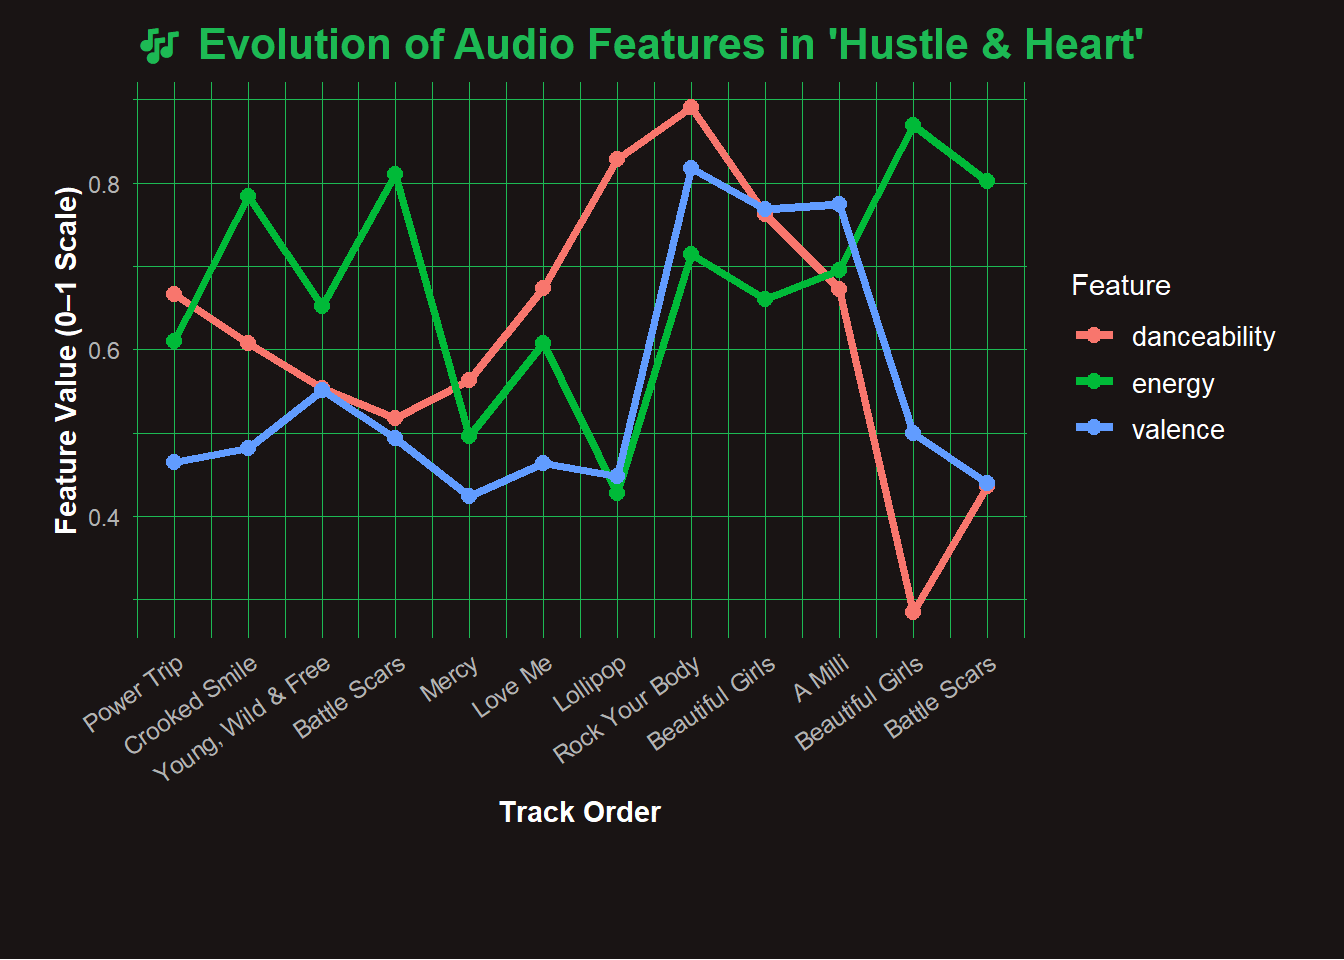 🎶 Evolution of Audio Features in 'Hustle & Heart'
Feature Value (0–1 Scale)
0.8
0.6
0.4
Power Trip
Crooked Smile
Young, Wild & Free
Battle Scars
Mercy
Love Me
Lollipop
Rock Your Body
Beautiful Girls
A Milli
Beautiful Girls
Battle Scars
Track Order
Feature
danceability
energy
valence